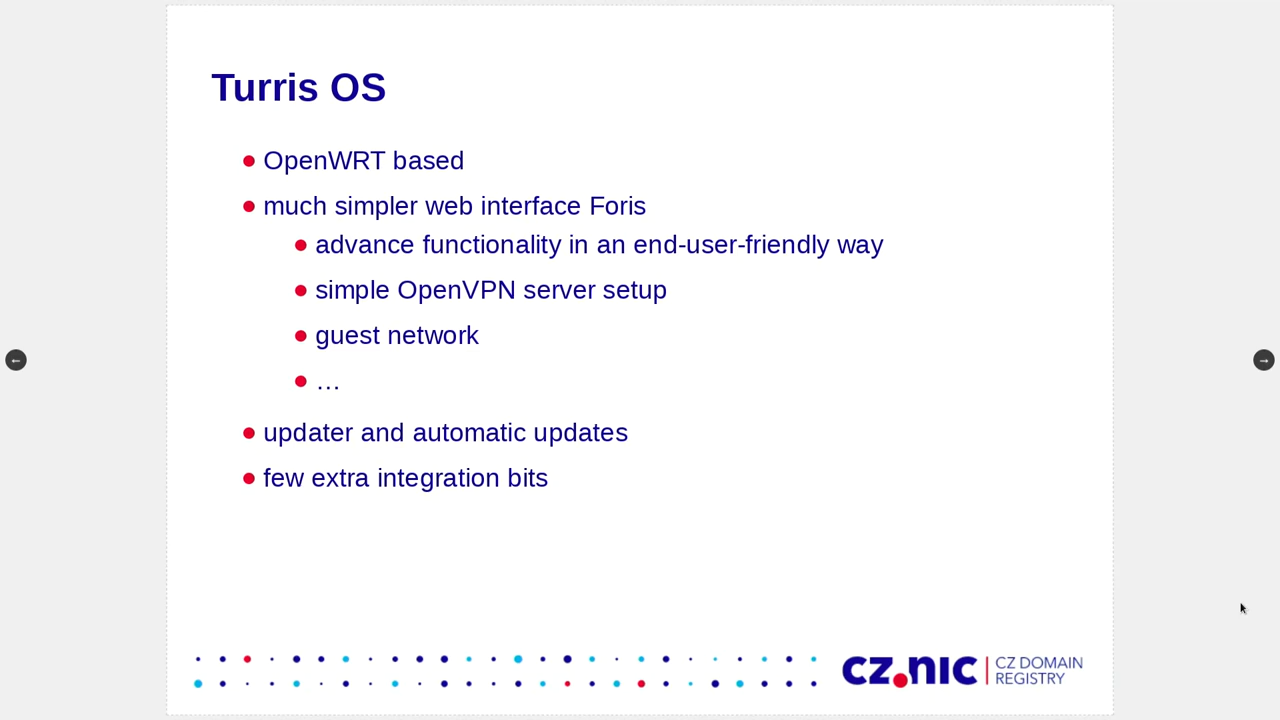 Turris OS
OpenWRT based
much simpler web interface Foris
advance functionality in an end-user-friendly way
simple OpenVPN server setup
guest network
…
updater and automatic updates
few extra integration bits
cz.nic
CZ DOMAIN
REGISTRY